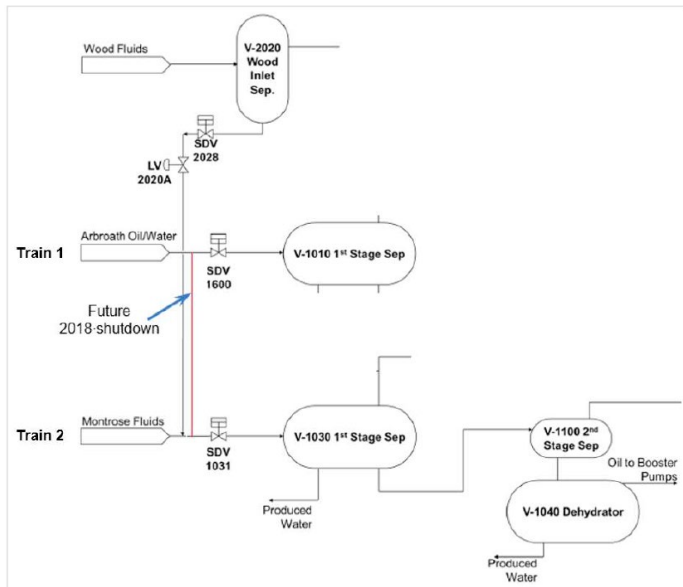 Wood Fluids
V-2020
Wood
Inlet
Sep.
SDV
2028
LV
2020A
Train 1
Arbroath Oil/Water
SDV
1600
V-1010 1st Stage Sep
Future
2018-shutdown
Train 2
Montrose Fluids
SDV
1031
V-1030 1st Stage Sep
Produced
Water
V-1100 2nd
Stage Sep
Oil to Booster
Pumps
V-1040 Dehydrator
Produced
Water